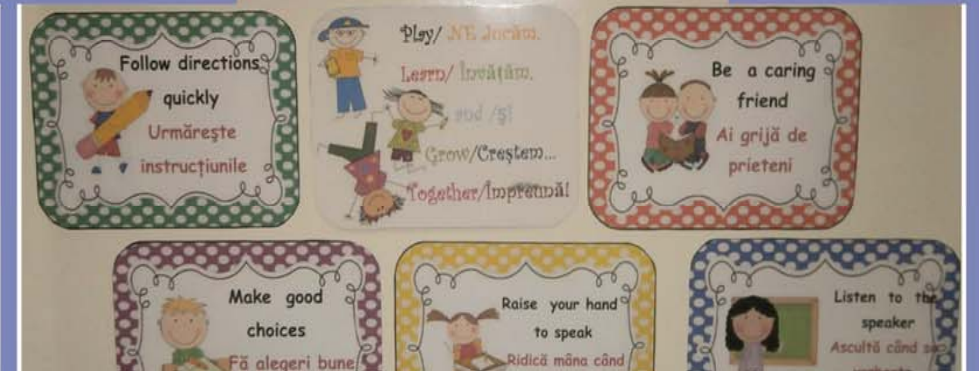 Follow directions
quickly
Urmărește
instrucțiunile
Play/ NE Jucăm,
Learn/ Învățăm,
and /Şi
Grow/Creștem...
Together/Împreună!
Be a caring
friend
Ai grijă de
prieteni
Make good
choices
Fă alegeri bune
Raise your hand
to speak
Ridică mâna când
Listen to the
speaker
Ascultă când